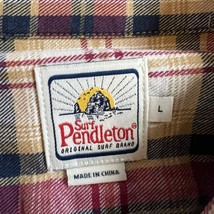 Surf
Pendleton®
ORIGINAL SURF BRAND
L
MADE IN CHINA